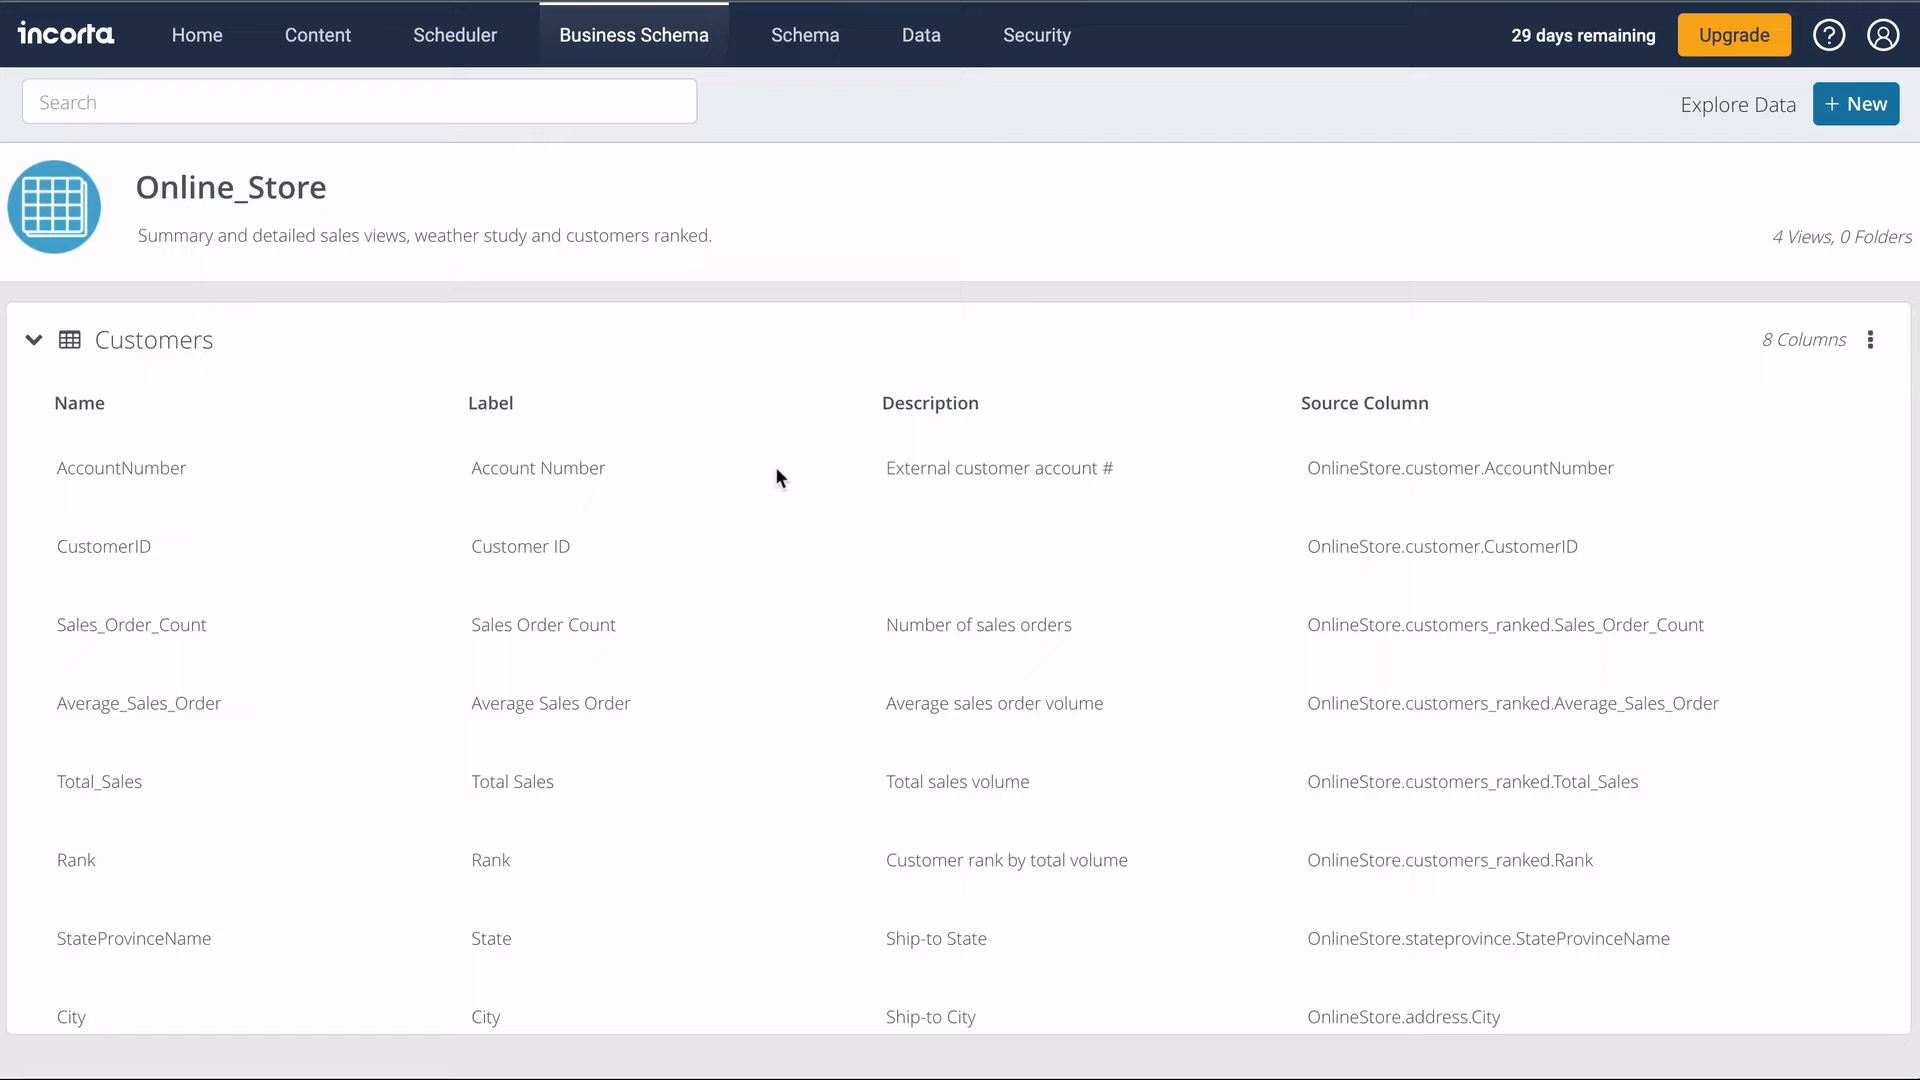 incorta Home Content Scheduler Business Schema Schema Data Security 29 days remaining Upgrade ?
Search Explore Data + New
Online_Store
Summary and detailed sales views, weather study and customers ranked. 4 Views, 0 Folders
Customers 8 Columns
Name Label Description Source Column
AccountNumber Account Number External customer account # OnlineStore.customer.AccountNumber
CustomerID Customer ID OnlineStore.customer.CustomerID
Sales_Order_Count Sales Order Count Number of sales orders OnlineStore.customers_ranked.Sales_Order_Count
Average_Sales_Order Average Sales Order Average sales order volume OnlineStore.customers_ranked.Average_Sales_Order
Total_Sales Total Sales Total sales volume OnlineStore.customers_ranked.Total_Sales
Rank Rank Customer rank by total volume OnlineStore.customers_ranked.Rank
StateProvinceName State Ship-to State OnlineStore.stateprovince.StateProvinceName
City City Ship-to City OnlineStore.address.City